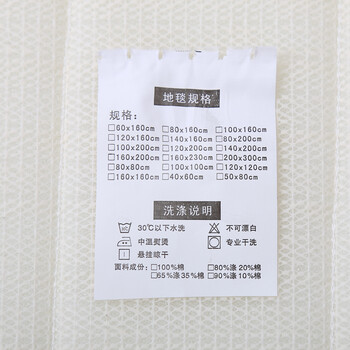 地毯规格
规格：
□60x160cm □80x160cm □100x160cm
□120x160cm □140x160cm □80x200cm
□100x200cm □120x200cm □140x200cm
□160x200cm □160x230cm □200x300cm
□80x80cm □100x100cm □120x120cm
□160x160cm □40x60cm □50x80cm
洗涤说明
30℃以下水洗 不可漂白
中温熨烫 专业干洗
悬挂晾干
面料成份：□100%棉 □80%涤 20%棉
□65%涤 35%棉 □90%涤 10%棉